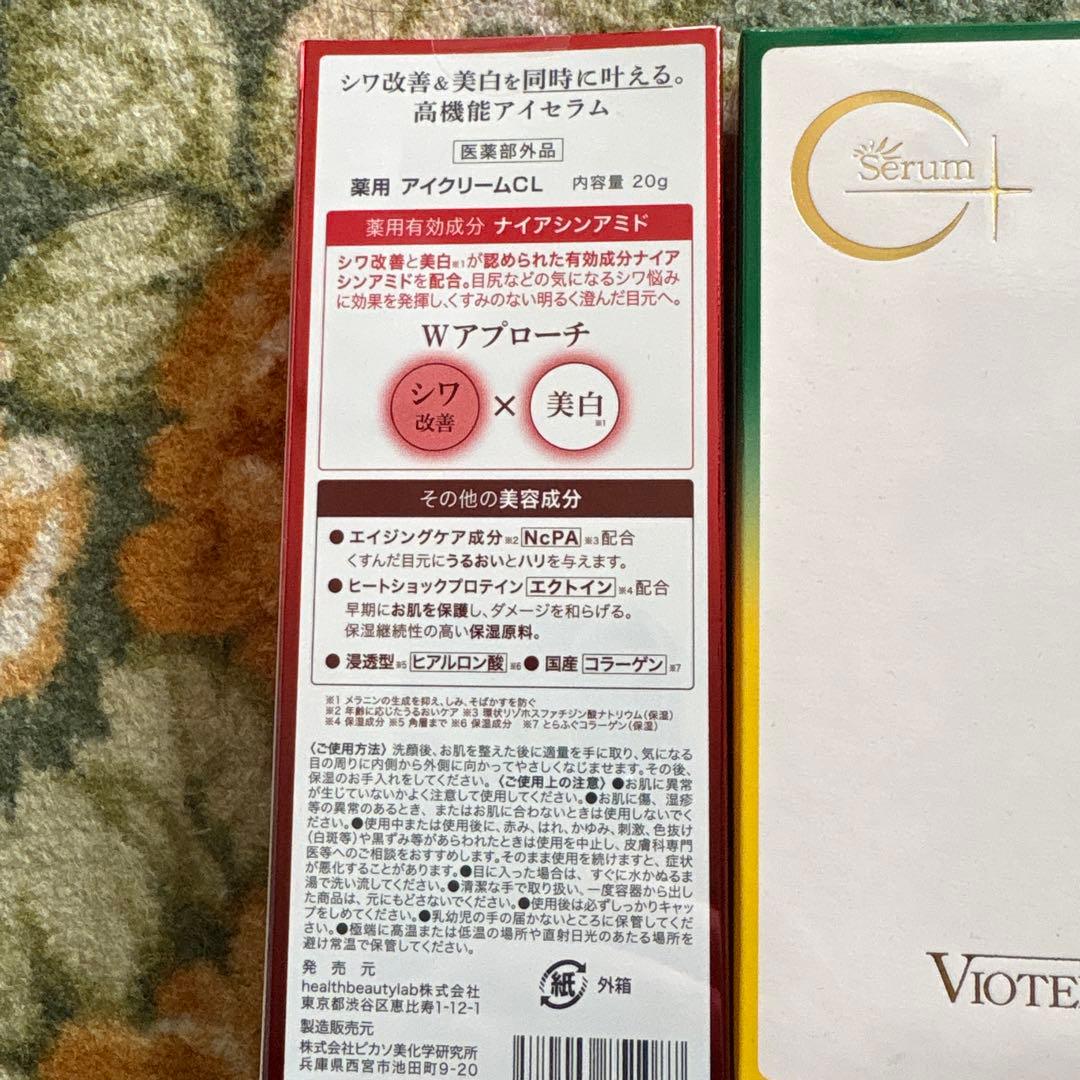 シワ改善&美白を同時に叶える。
高機能アイセラム
医薬部外品
薬用 アイクリームCL 内容量 20g
薬用有効成分 ナイアシンアミド
シワ改善と美白※1が認められた有効成分ナイア
シンアミドを配合。目尻などの気になるシワ悩み
に効果を発揮し、くすみのない明るく澄んだ目元へ。
Wアプローチ
シワ
改善
×
美白
※1
その他の美容成分
● エイジングケア成分※2 NcPA ※3配合
くすんだ目元にうるおいとハリを与えます。
● ヒートショックプロテイン エクトイン ※4配合
早期にお肌を保護し、ダメージを和らげる。
保湿継続性の高い保湿原料。
● 浸透型※5 ヒアルロン酸 ※6 ● 国産 コラーゲン ※7
※1 メラニンの生成を抑え、しみ、そばかすを防ぐ
※2 年齢に応じたうるおいケア ※3 環状リゾホスファチジン酸ナトリウム(保湿)
※4 保湿成分 ※5 角層まで ※6 保湿成分 ※7 とらふぐコラーゲン(保湿)
〈ご使用方法〉洗顔後、お肌を整えた後に適量を手に取り、気になる
目の周りに内側から外側に向かってやさしくなじませます。その後、
保湿のお手入れをしてください。〈ご使用上の注意〉●お肌に異常
が生じていないかよく注意して使用してください。●お肌に傷、湿疹
等の異常のあるとき、またはお肌に合わないときは使用しないでく
ださい。●使用中または使用後に、赤み、はれ、かゆみ、刺激、色抜け
(白斑等)や黒ずみ等があらわれたときは使用を中止し、皮膚科専門
医等へのご相談をおすすめします。そのまま使用を続けますと、症状
が悪化することがあります。●目に入った場合は、すぐに水かぬるま
湯で洗い流してください。●清潔な手で取り扱い、一度容器から出し
た商品は、元にもどさないでください。●使用後は必ずしっかりキャッ
プをしめてください。●乳幼児の手の届かないところに保管してくだ
さい。●極端に高温または低温の場所や直射日光のあたる場所を
避け常温で保管してください。
発売元
healthbeautylab株式会社
東京都渋谷区恵比寿1-12-1
製造販売元
株式会社ピカソ美化学研究所
兵庫県西宮市池田町9-20
紙 外箱
Serum
VIOTE